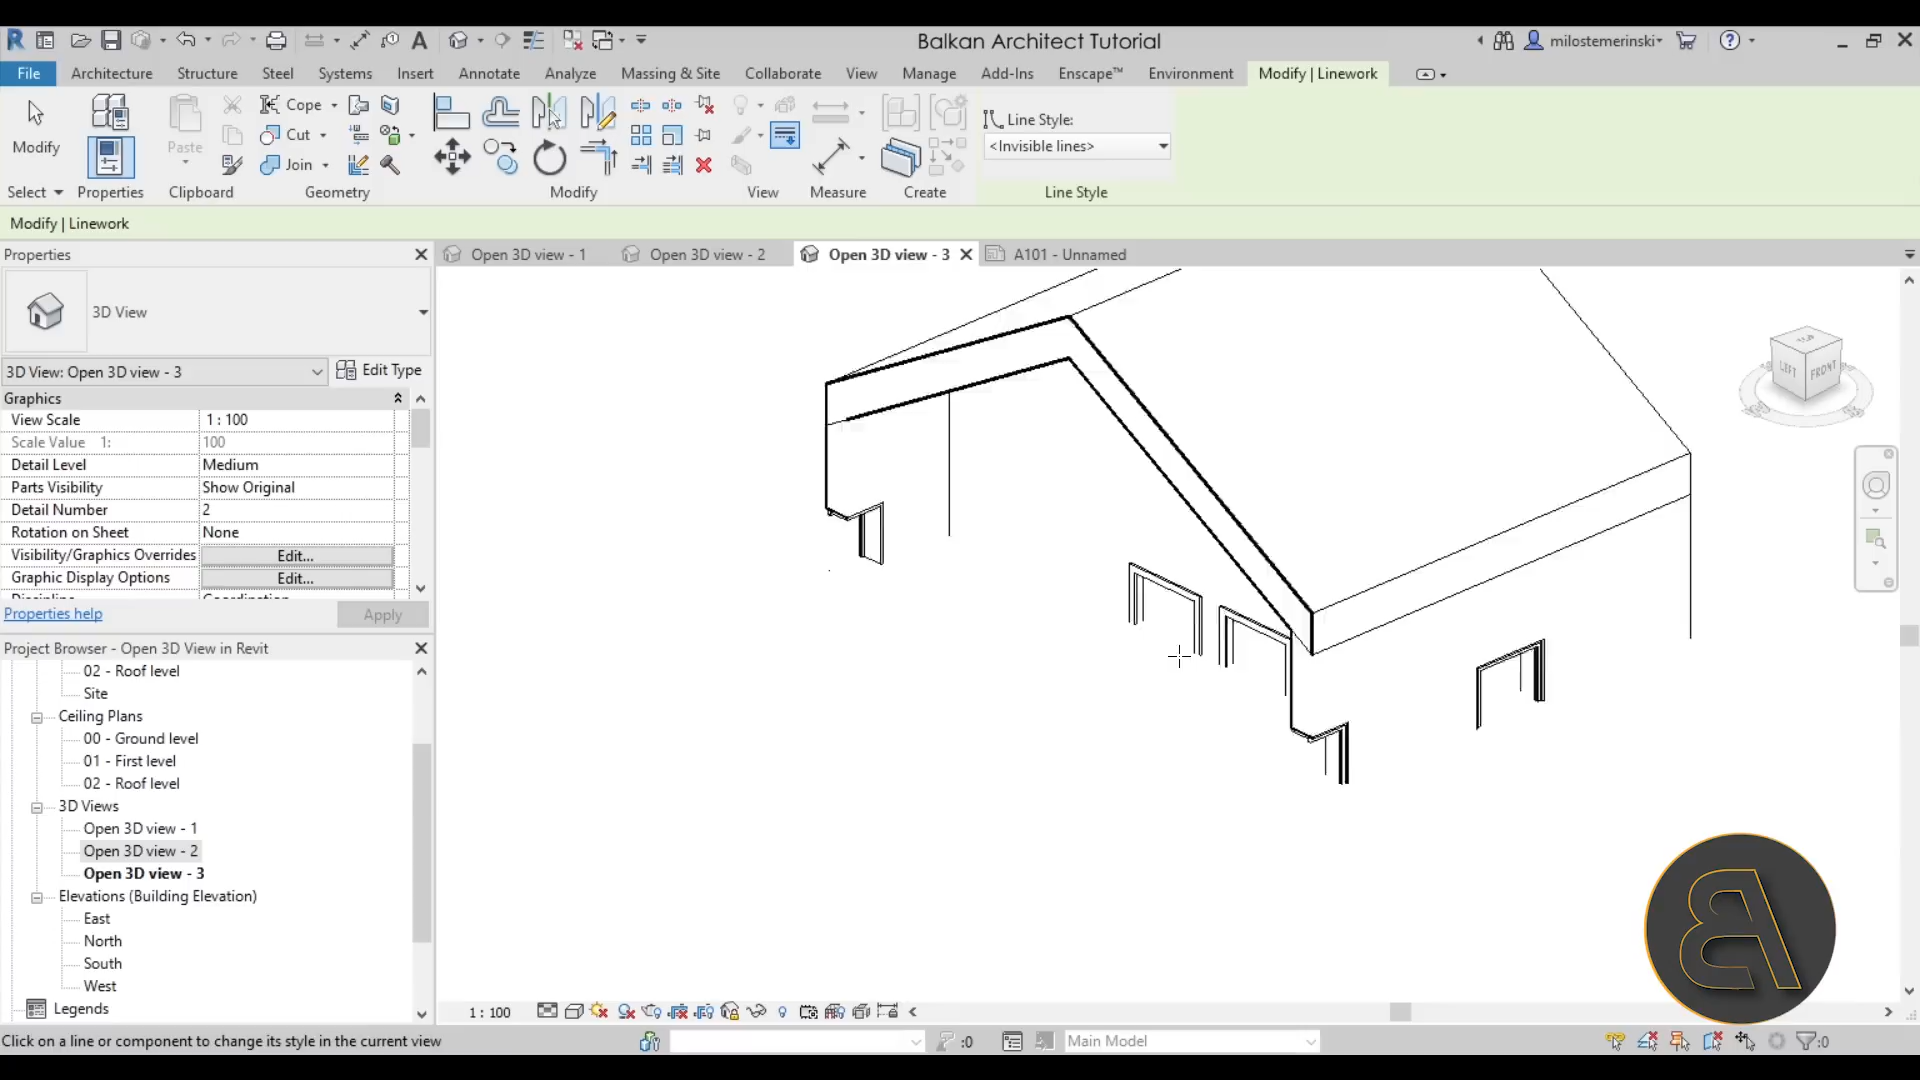 Balkan Architect Tutorial
milostemerinski
File Architecture Structure Steel Systems Insert Annotate Analyze Massing & Site Collaborate View Manage Add-Ins Enscape™ Environment Modify | Linework
Modify
Paste
Cope
Cut
Join
Line Style:
<Invisible lines>
Select Properties Clipboard Geometry Modify View Measure Create Line Style
Modify | Linework
Properties
3D View
3D View: Open 3D view - 3
Edit Type
Graphics
View Scale 1 : 100
Scale Value 1: 100
Detail Level Medium
Parts Visibility Show Original
Detail Number 2
Rotation on Sheet None
Visibility/Graphics Overrides Edit...
Graphic Display Options Edit...
Properties help
Apply
Project Browser - Open 3D View in Revit
02 - Roof level
Site
Ceiling Plans
00 - Ground level
01 - First level
02 - Roof level
3D Views
Open 3D view - 1
Open 3D view - 2
Open 3D view - 3
Elevations (Building Elevation)
East
North
South
West
Legends
Open 3D view - 1
Open 3D view - 2
Open 3D view - 3
A101 - Unnamed
TOP
LEFT FRONT
1 : 100
Click on a line or component to change its style in the current view
:0
Main Model
:0